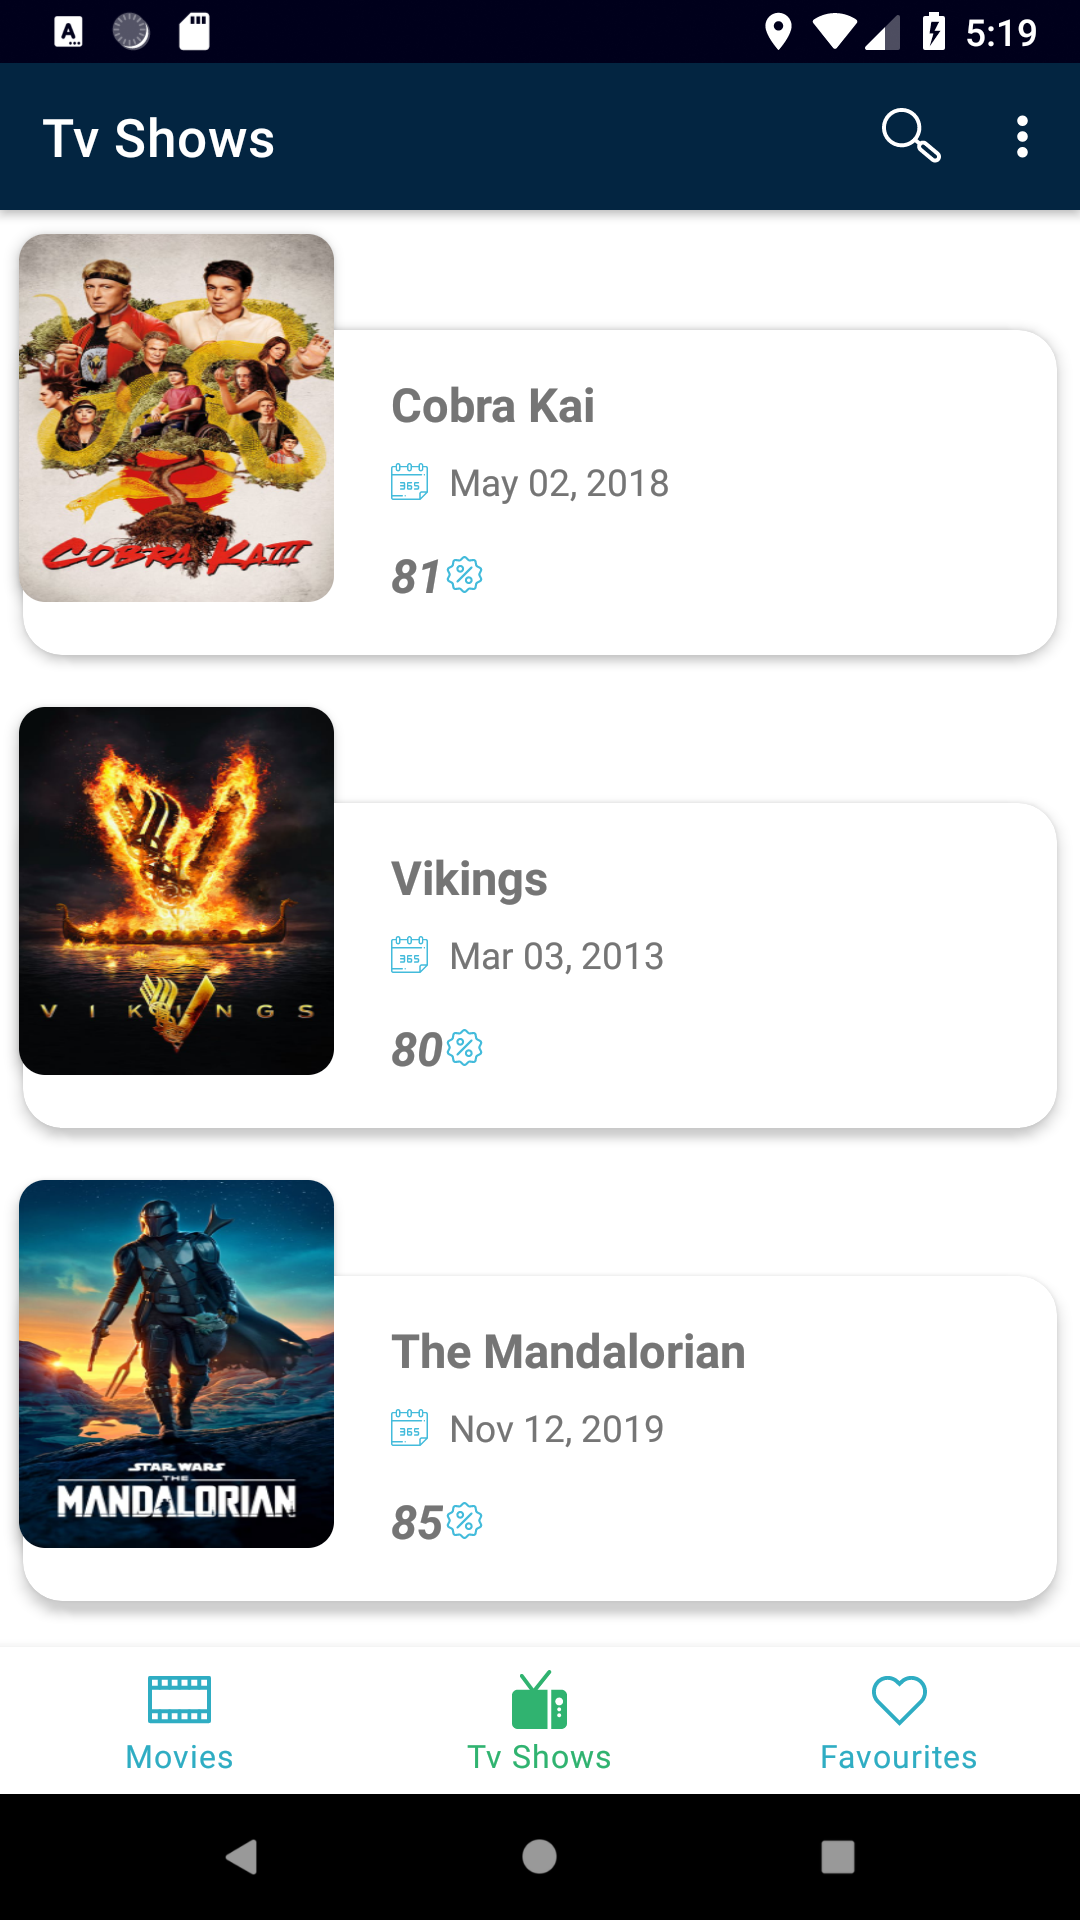 A
5:19
Tv Shows
COBRA KAI III
Cobra Kai
365
May 02, 2018
81
%
VIKINGS
Vikings
365
Mar 03, 2013
80
%
STAR WARS
THE
MANDALORIAN
The Mandalorian
365
Nov 12, 2019
85
%
Movies
Tv Shows
Favourites